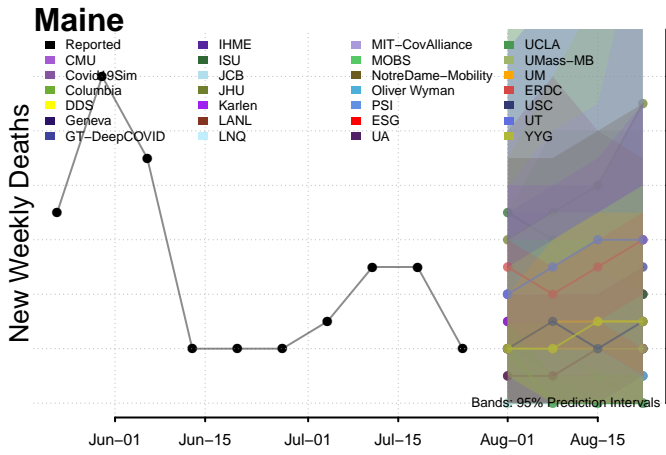 Maine
Reported IHME MIT−CovAlliance UCLA
CMU ISU MOBS UMass−MB
Covid19Sim JCB NotreDame−Mobility UM
Columbia JHU Oliver Wyman ERDC
DDS Karlen PSI USC
Geneva LANL ESG UT
GT−DeepCOVID LNQ UA YYG
New Weekly Deaths
Bands: 95% Prediction Intervals
Jun−01 Jun−15 Jul−01 Jul−15 Aug−01 Aug−15